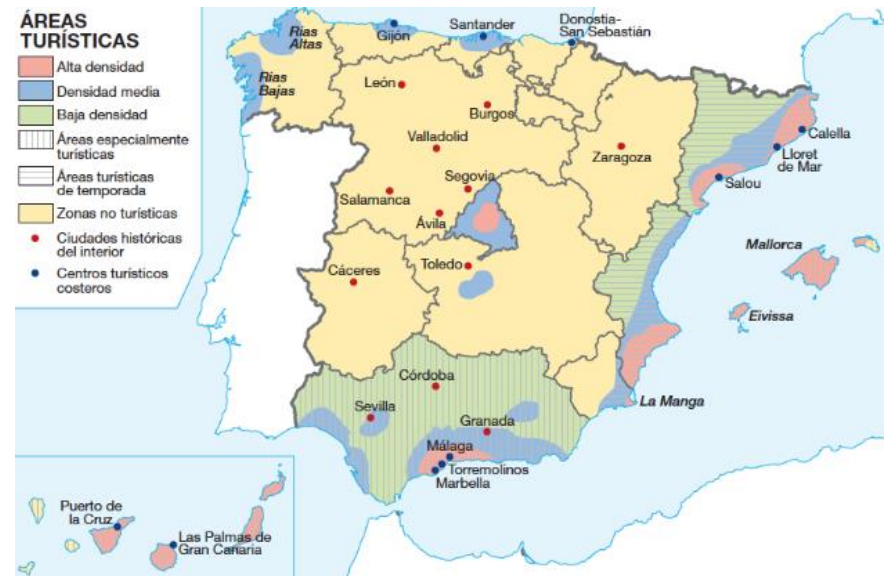 ÁREAS
TURÍSTICAS
Alta densidad
Densidad media
Baja densidad
Áreas especialmente
turísticas
Áreas turísticas
de temporada
Zonas no turísticas
Ciudades históricas
del interior
Centros turísticos
costeros
Rías
Altas
Rías
Bajas
Gijón
Santander
Donostia-
San Sebastián
León
Burgos
Valladolid
Zaragoza
Calella
Lloret
de Mar
Salou
Segovia
Salamanca
Ávila
Mallorca
Toledo
Cáceres
Eivissa
Córdoba
La Manga
Sevilla
Granada
Málaga
Torremolinos
Marbella
Puerto de
la Cruz
Las Palmas de
Gran Canaria